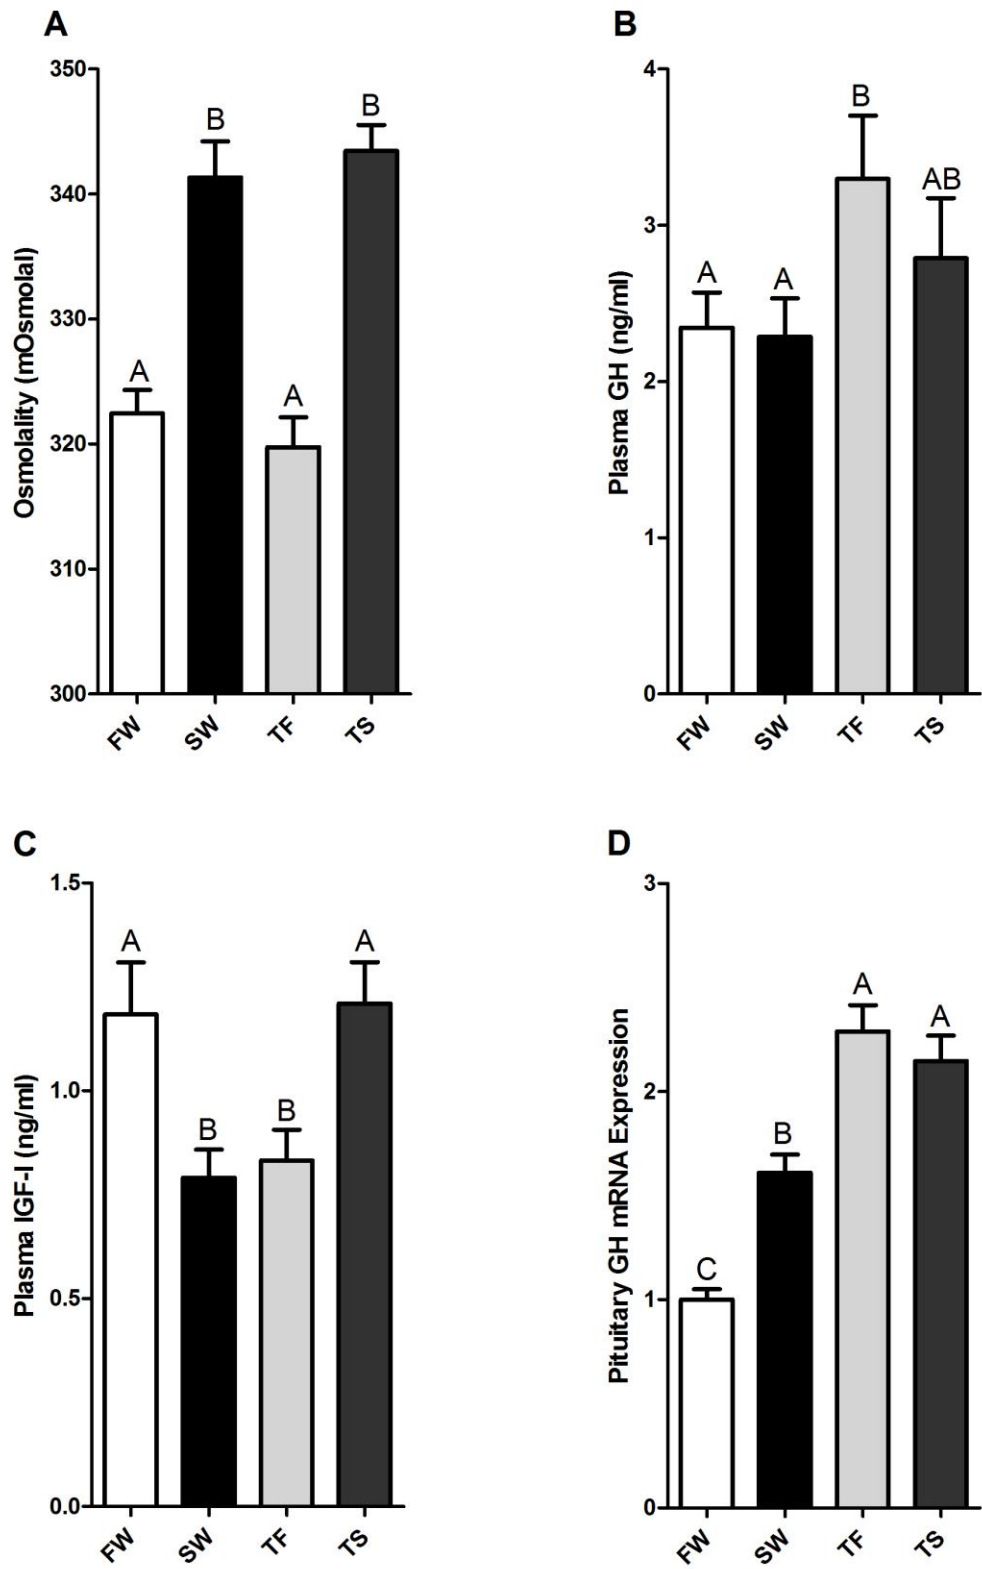 A
Osmolality (mOsmolal)
350
340
330
320
310
300
A
B
A
B
FW
SW
TF
TS
B
Plasma GH (ng/ml)
4
3
2
1
0
A
A
B
AB
FW
SW
TF
TS
C
Plasma IGF-I (ng/ml)
1.5
1.0
0.5
0.0
A
B
B
A
FW
SW
TF
TS
D
Pituitary GH mRNA Expression
3
2
1
0
C
B
A
A
FW
SW
TF
TS